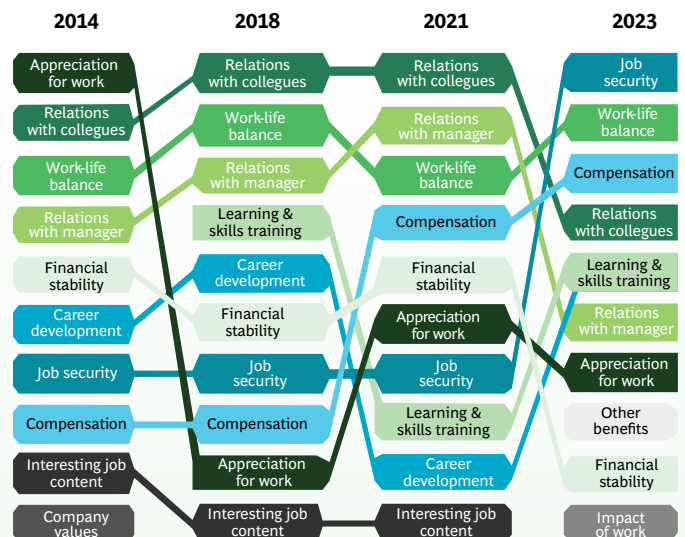 2014
2018
2021
2023
Appreciation
for work
Relations
with collegues
Work-life
balance
Relations
with manager
Financial
stability
Career
development
Job security
Compensation
Interesting job
content
Company
values
Relations
with collegues
Work-life
balance
Relations
with manager
Learning &
skills training
Career
development
Financial
stability
Job
security
Compensation
Appreciation
for work
Interesting job
content
Relations
with collegues
Relations
with manager
Work-life
balance
Compensation
Financial
stability
Appreciation
for work
Job
security
Learning &
skills training
Career
development
Interesting job
content
Job
security
Work-life
balance
Compensation
Relations
with collegues
Learning &
skills training
Relations
with manager
Appreciation
for work
Other
benefits
Financial
stability
Impact
of work